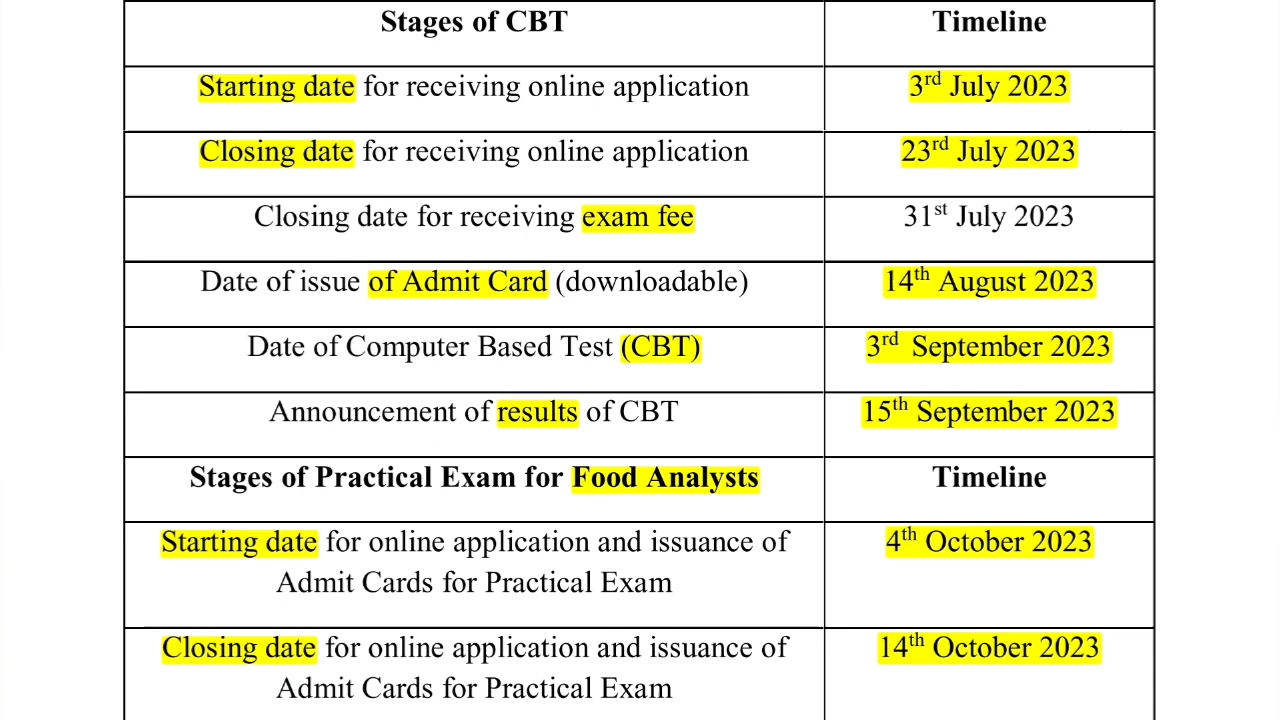 Stages of CBT Timeline
Starting date for receiving online application 3rd July 2023
Closing date for receiving online application 23rd July 2023
Closing date for receiving exam fee 31st July 2023
Date of issue of Admit Card (downloadable) 14th August 2023
Date of Computer Based Test (CBT) 3rd September 2023
Announcement of results of CBT 15th September 2023
Stages of Practical Exam for Food Analysts Timeline
Starting date for online application and issuance of 4th October 2023
Admit Cards for Practical Exam
Closing date for online application and issuance of 14th October 2023
Admit Cards for Practical Exam